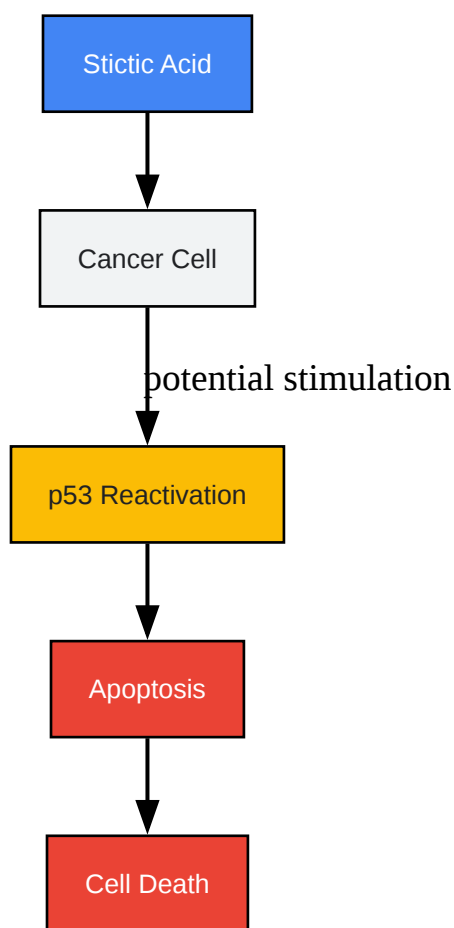 Stictic Acid
Cancer Cell
potential stimulation
p53 Reactivation
Apoptosis
Cell Death